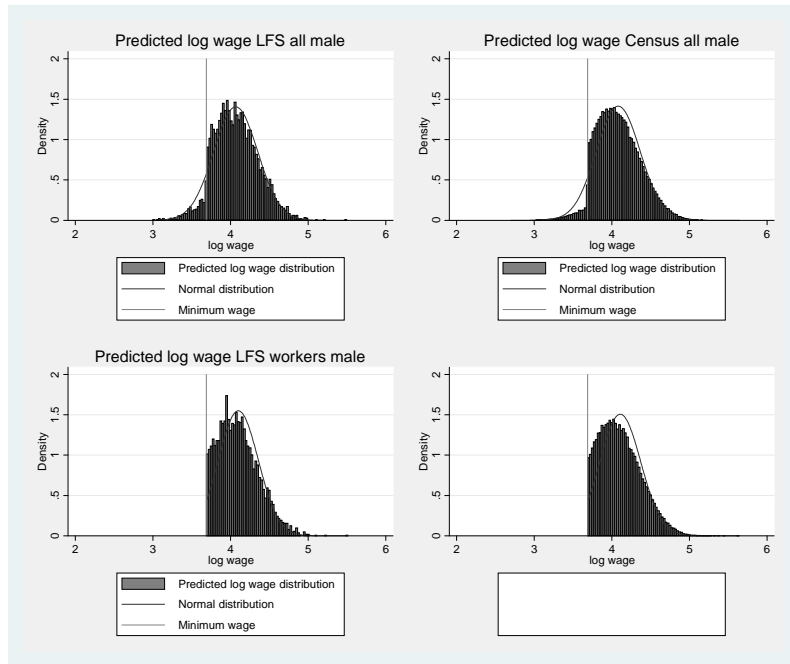 Predicted log wage LFS all male
Density
0 .5 1 1.5 2
2 3 4 5 6
log wage
Predicted log wage distribution
Normal distribution
Minimum wage
Predicted log wage Census all male
Density
0 .5 1 1.5 2
2 3 4 5 6
log wage
Predicted log wage distribution
Normal distribution
Minimum wage
Predicted log wage LFS workers male
Density
0 .5 1 1.5 2
2 3 4 5 6
log wage
Predicted log wage distribution
Normal distribution
Minimum wage
Density
0 .5 1 1.5 2
2 3 4 5 6
log wage